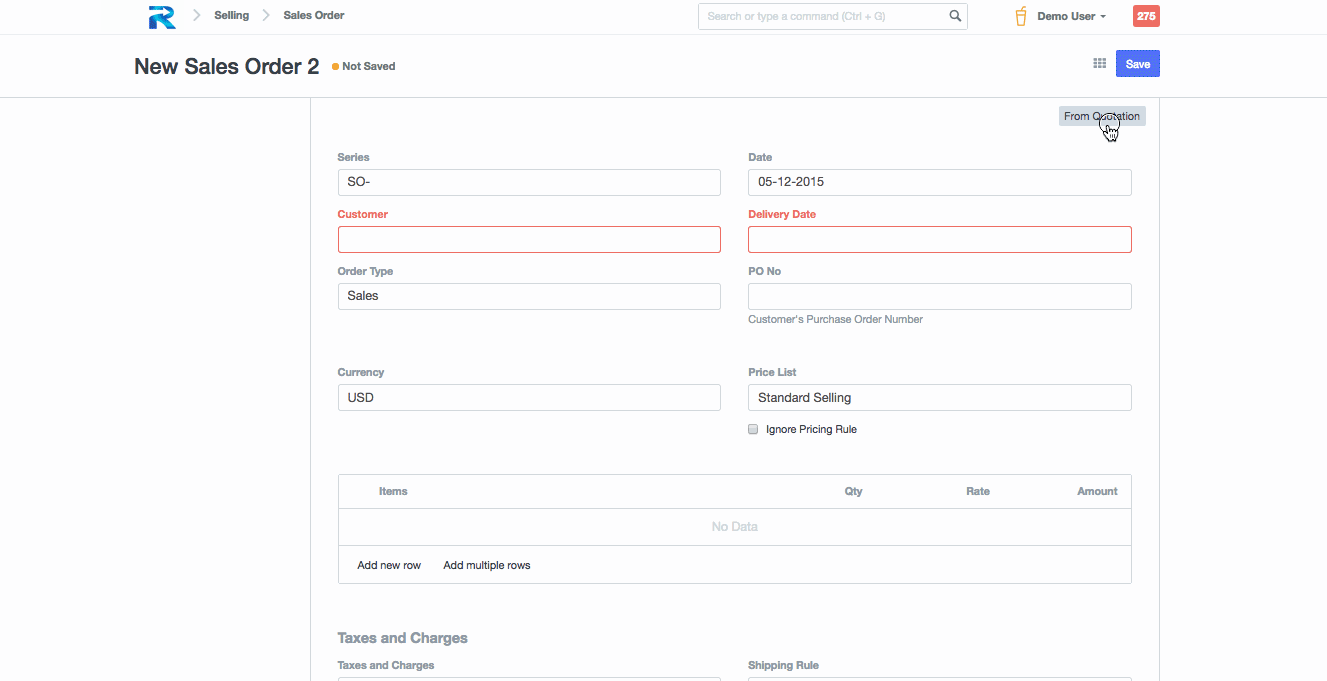 Selling
Sales Order
Search or type a command (Ctrl + G)
Demo User
275
New Sales Order 2
Not Saved
Save
From Quotation
Series
Date
SO-
05-12-2015
Customer
Delivery Date
Order Type
PO No
Sales
Customer's Purchase Order Number
Currency
Price List
USD
Standard Selling
Ignore Pricing Rule
Items Qty Rate Amount
No Data
Add new row Add multiple rows
Taxes and Charges
Taxes and Charges
Shipping Rule